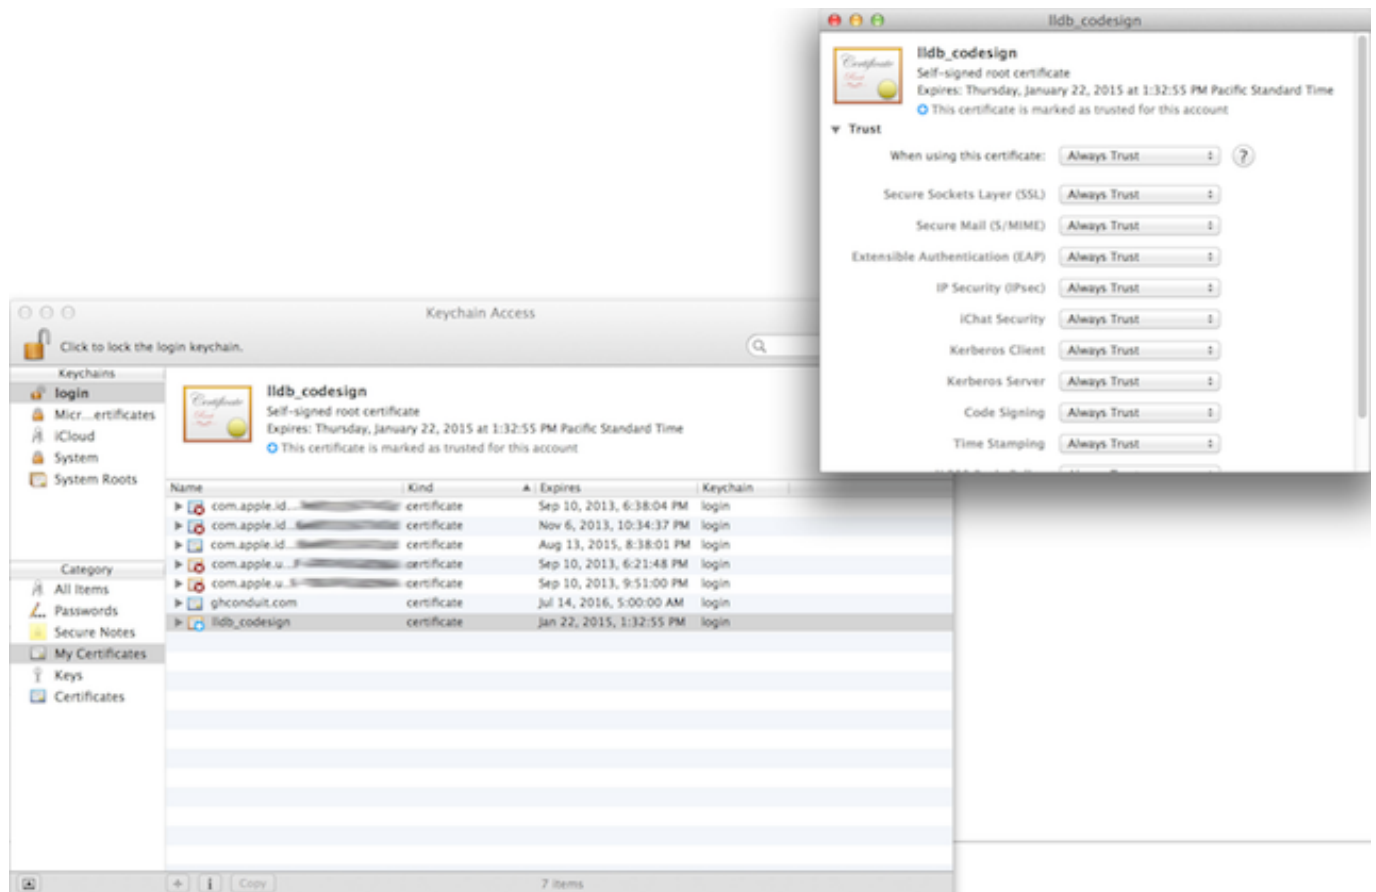 lldb_codesign
lldb_codesign
Self-signed root certificate
Expires: Thursday, January 22, 2015 at 1:32:55 PM Pacific Standard Time
This certificate is marked as trusted for this account
Trust
When using this certificate: Always Trust ?
Secure Sockets Layer (SSL) Always Trust
Secure Mail (S/MIME) Always Trust
Extensible Authentication (EAP) Always Trust
IP Security (IPsec) Always Trust
iChat Security Always Trust
Kerberos Client Always Trust
Kerberos Server Always Trust
Code Signing Always Trust
Time Stamping Always Trust
Keychain Access
Click to lock the login keychain.
Keychains
login
Micr...ertificates
iCloud
System
System Roots
Category
All Items
Passwords
Secure Notes
My Certificates
Keys
Certificates
lldb_codesign
Self-signed root certificate
Expires: Thursday, January 22, 2015 at 1:32:55 PM Pacific Standard Time
This certificate is marked as trusted for this account
Name Kind Expires Keychain
com.apple.id... certificate Sep 10, 2013, 6:38:04 PM login
com.apple.id... certificate Nov 6, 2013, 10:34:37 PM login
com.apple.id... certificate Aug 13, 2015, 8:38:01 PM login
com.apple.u... certificate Sep 10, 2013, 6:21:48 PM login
com.apple.u... certificate Sep 10, 2013, 9:51:00 PM login
ghconduit.com certificate Jul 14, 2016, 5:00:00 AM login
lldb_codesign certificate Jan 22, 2015, 1:32:55 PM login
+ i Copy 7 items